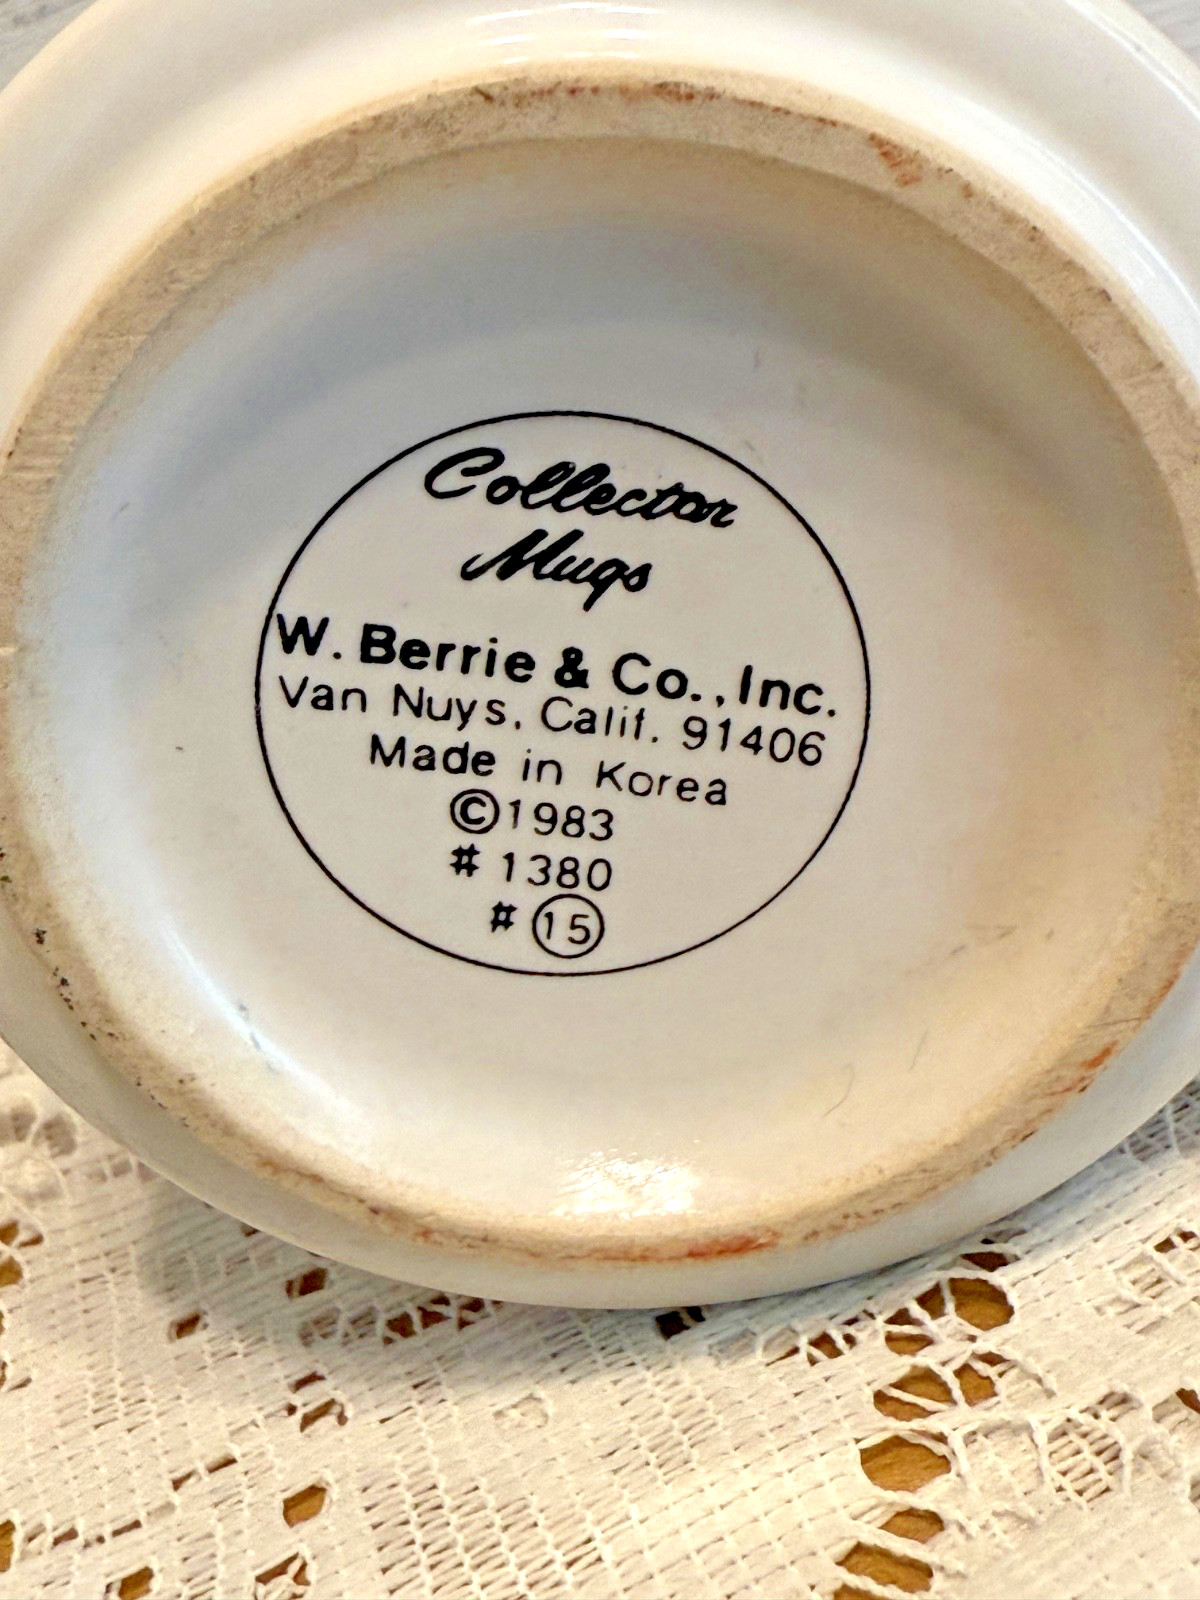 Collector
Mugs
W. Berrie & Co., Inc.
Van Nuys, Calif. 91406
Made in Korea
©1983
# 1380
# 15